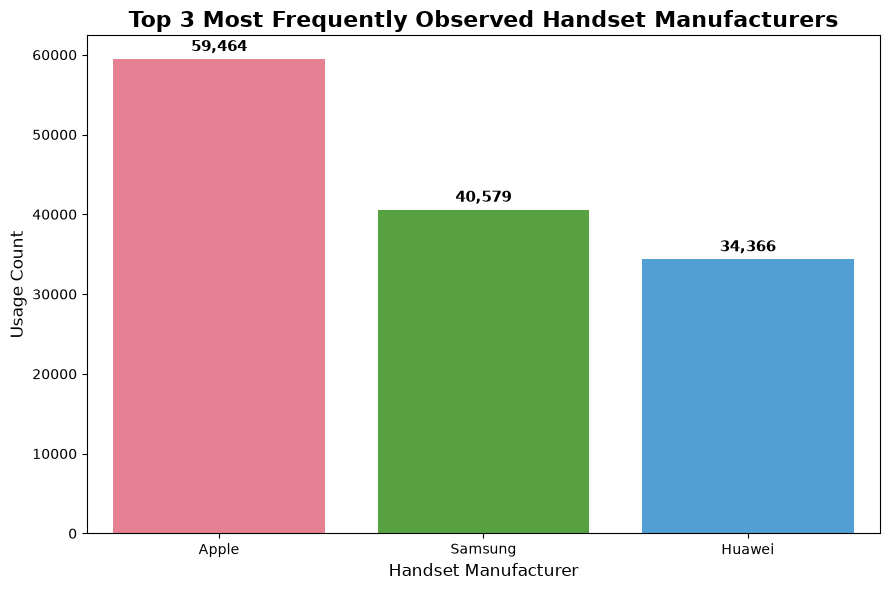 Top 3 Most Frequently Observed Handset Manufacturers
59,464
40,579
34,366
60000
50000
40000
30000
20000
10000
0
Usage Count
Apple
Samsung
Huawei
Handset Manufacturer